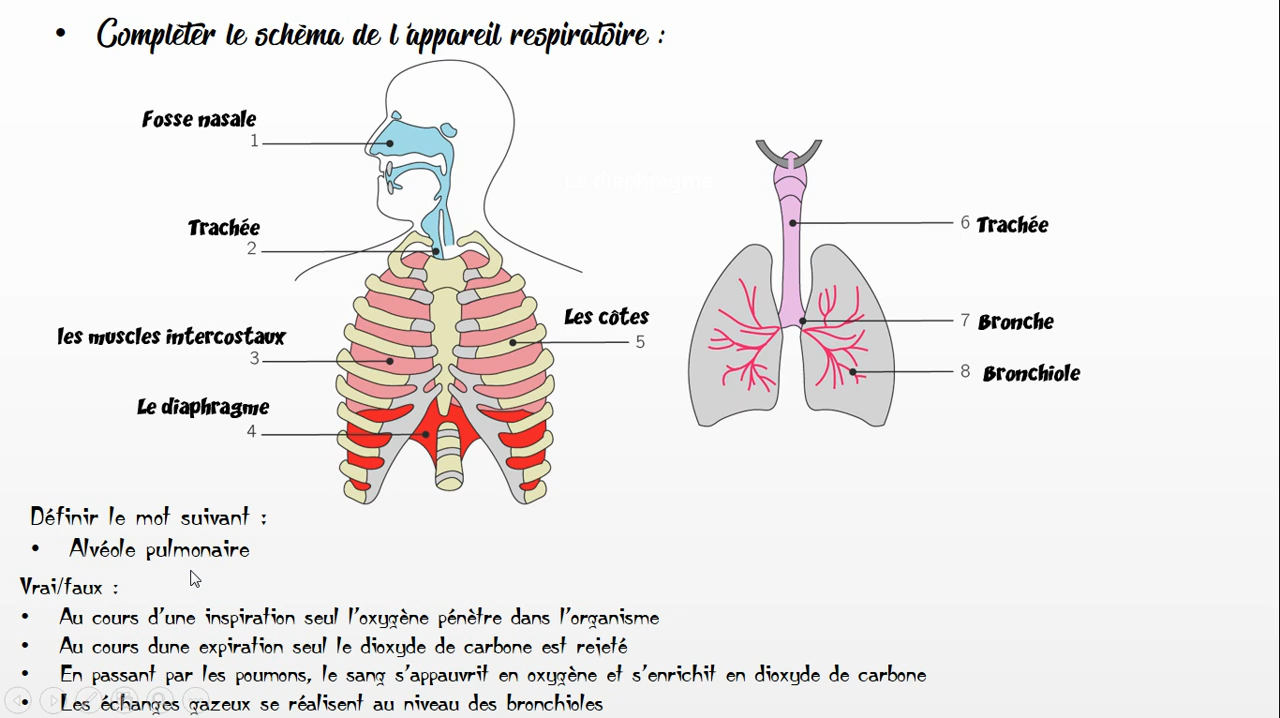 • Complèter le schèma de l'appareil respiratoire :
Fosse nasale
1
Trachée
2
les muscles intercostaux
3
Le diaphragme
4
Les côtes
5
Le diaphragme
6 Trachée
7 Bronche
8 Bronchiole
Définir le mot suivant :
• Alvéole pulmonaire
Vrai/faux :
• Au cours d'une inspiration seul l'oxygène pénètre dans l'organisme
• Au cours dune expiration seul le dioxyde de carbone est rejeté
• En passant par les poumons, le sang s'appauvrit en oxygène et s'enrichit en dioxyde de carbone
• Les échanges gazeux se réalisent au niveau des bronchioles